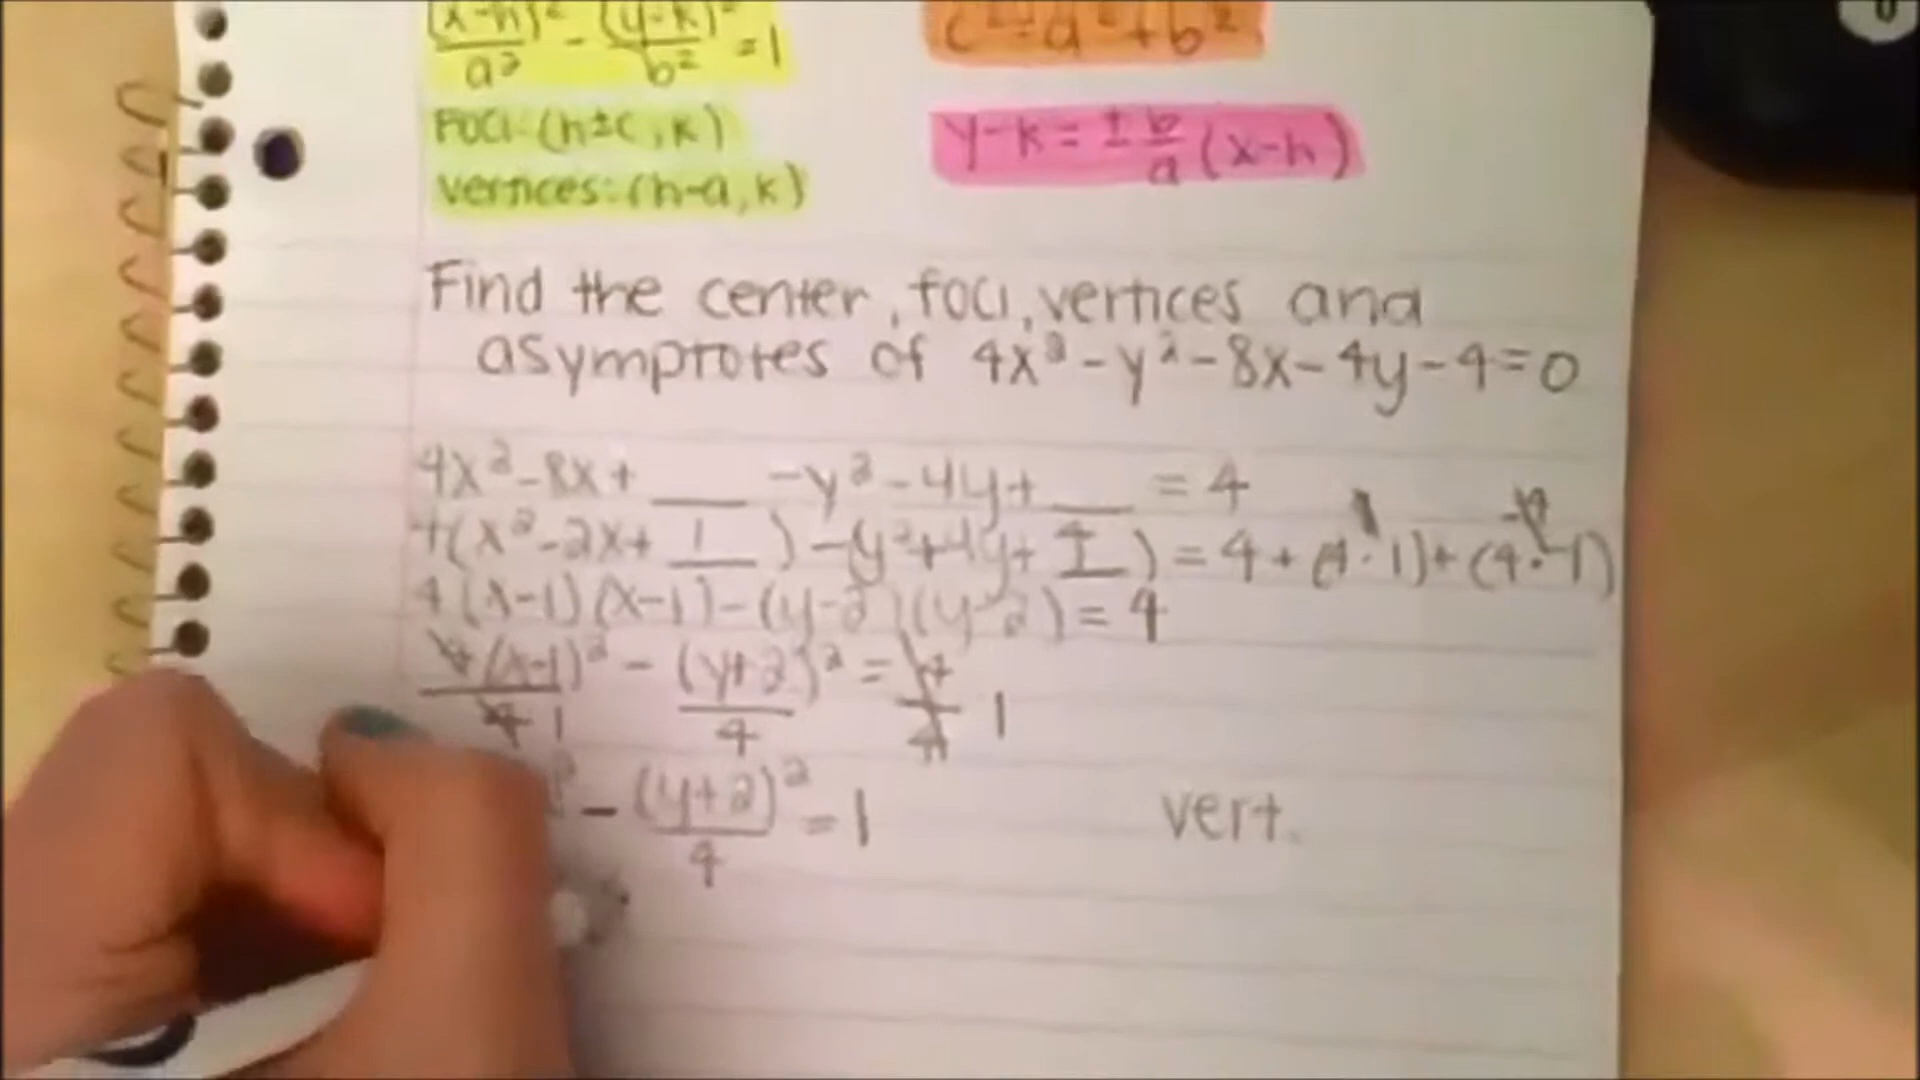 (x-h)² / a² - (y-k)² / b² = 1
c² = a² + b²
Foci: (h±c, k)
y-k = ± b/a (x-h)
vertices: (h-a, k)
Find the center, foci, vertices and
asymptotes of 4x² - y² - 8x - 4y - 4 = 0
4x² - 8x + ___ - y² - 4y + ___ = 4
4(x² - 2x + 1) - (y² + 4y + 4) = 4 + (4·1) + (4·-1)
4(x-1)(x-1) - (y-2)(y-2) = 4
4(x-1)² / 4 1 - (y+2)² / 4 = 4/4 1
² - (y+2)² / 4 = 1
vert.